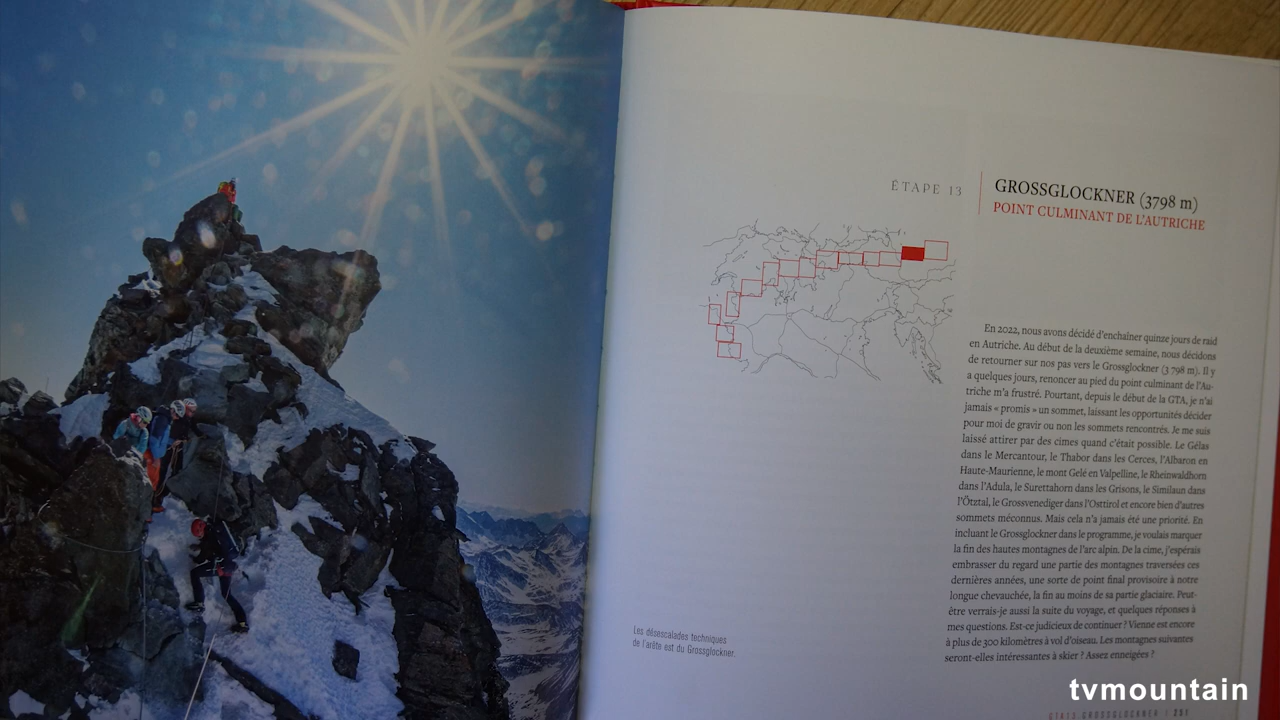 ÉTAPE 13
GROSSGLOCKNER (3798 m)
POINT CULMINANT DE L'AUTRICHE
En 2022, nous avons décidé d'enchaîner quinze jours de raid
en Autriche. Au début de la deuxième semaine, nous décidons
de retourner sur nos pas vers le Grossglockner (3 798 m). Il y
a quelques jours, renoncer au pied du point culminant de l'Au-
triche m'a frustré. Pourtant, depuis le début de la GTA, je n'ai
jamais « promis » un sommet, laissant les opportunités décider
pour moi de gravir ou non les sommets rencontrés. Je me suis
laissé attirer par des cimes quand c'était possible. Le Gélas
dans le Mercantour, le Thabor dans les Cerces, l'Albaron en
Haute-Maurienne, le mont Gelé en Valpelline, le Rheinwaldhorn
dans l'Adula, le Surettahorn dans les Grisons, le Similaun dans
l'Ötztal, le Grossvenediger dans l'Osttirol et encore bien d'autres
sommets méconnus. Mais cela n'a jamais été une priorité. En
incluant le Grossglockner dans le programme, je voulais marquer
la fin des hautes montagnes de l'arc alpin. De la cime, j'espérais
embrasser du regard une partie des montagnes traversées ces
dernières années, une sorte de point final provisoire à notre
longue chevauchée, la fin au moins de sa partie glaciaire. Peut-
être verrais-je aussi la suite du voyage, et quelques réponses à
mes questions. Est-ce judicieux de continuer ? Vienne est encore
à plus de 300 kilomètres à vol d'oiseau. Les montagnes suivantes
seront-elles intéressantes à skier ? Assez enneigées ?
Les désescalades techniques
de l'arête est du Grossglockner.
GROSSGLOCKNER | 251
tvmountain